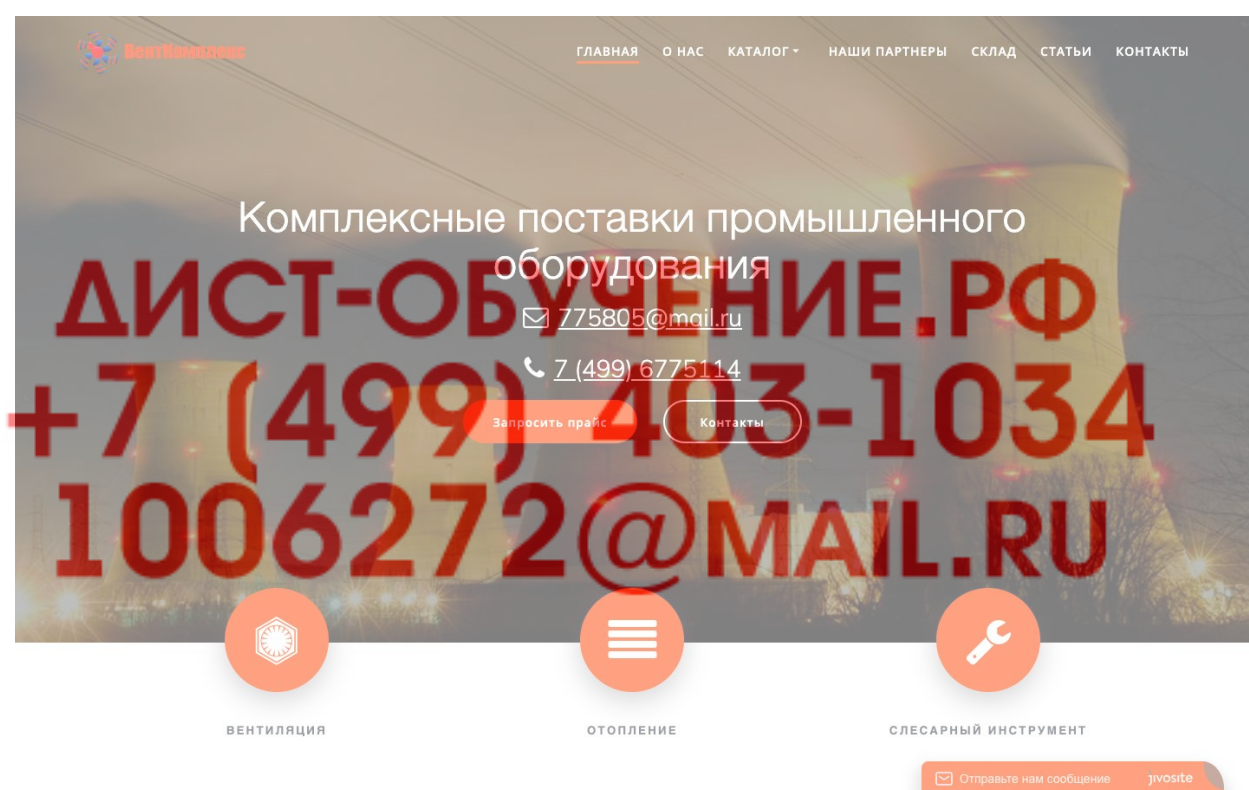 ВентКомплекс
ГЛАВНАЯ О НАС КАТАЛОГ НАШИ ПАРТНЕРЫ СКЛАД СТАТЬИ КОНТАКТЫ
Комплексные поставки промышленного
оборудования
775805@mail.ru
7 (499) 6775114
Запросить прайс Контакты
ДИСТ-ОБУЧЕНИЕ.РФ
+7 (499) 403-1034
1006272@MAIL.RU
ВЕНТИЛЯЦИЯ ОТОПЛЕНИЕ СЛЕСАРНЫЙ ИНСТРУМЕНТ
Отправьте нам сообщение jivosite